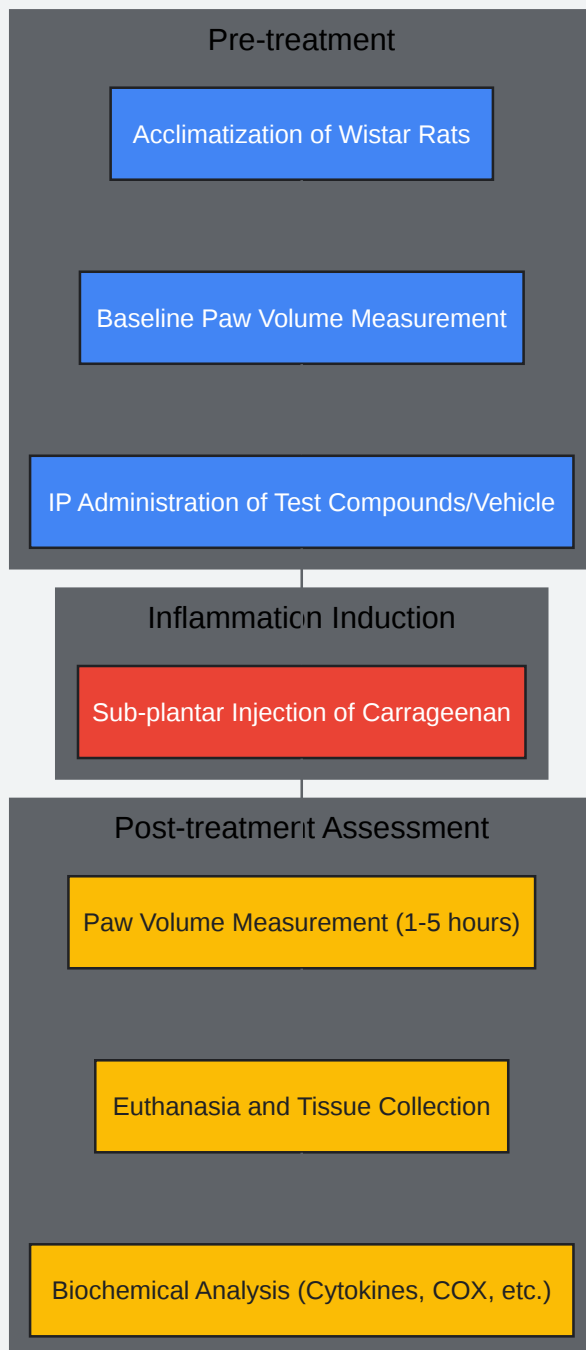 Pre-treatment
Acclimatization of Wistar Rats
Baseline Paw Volume Measurement
IP Administration of Test Compounds/Vehicle
Inflammation Induction
Sub-plantar Injection of Carrageenan
Post-treatment Assessment
Paw Volume Measurement (1-5 hours)
Euthanasia and Tissue Collection
Biochemical Analysis (Cytokines, COX, etc.)